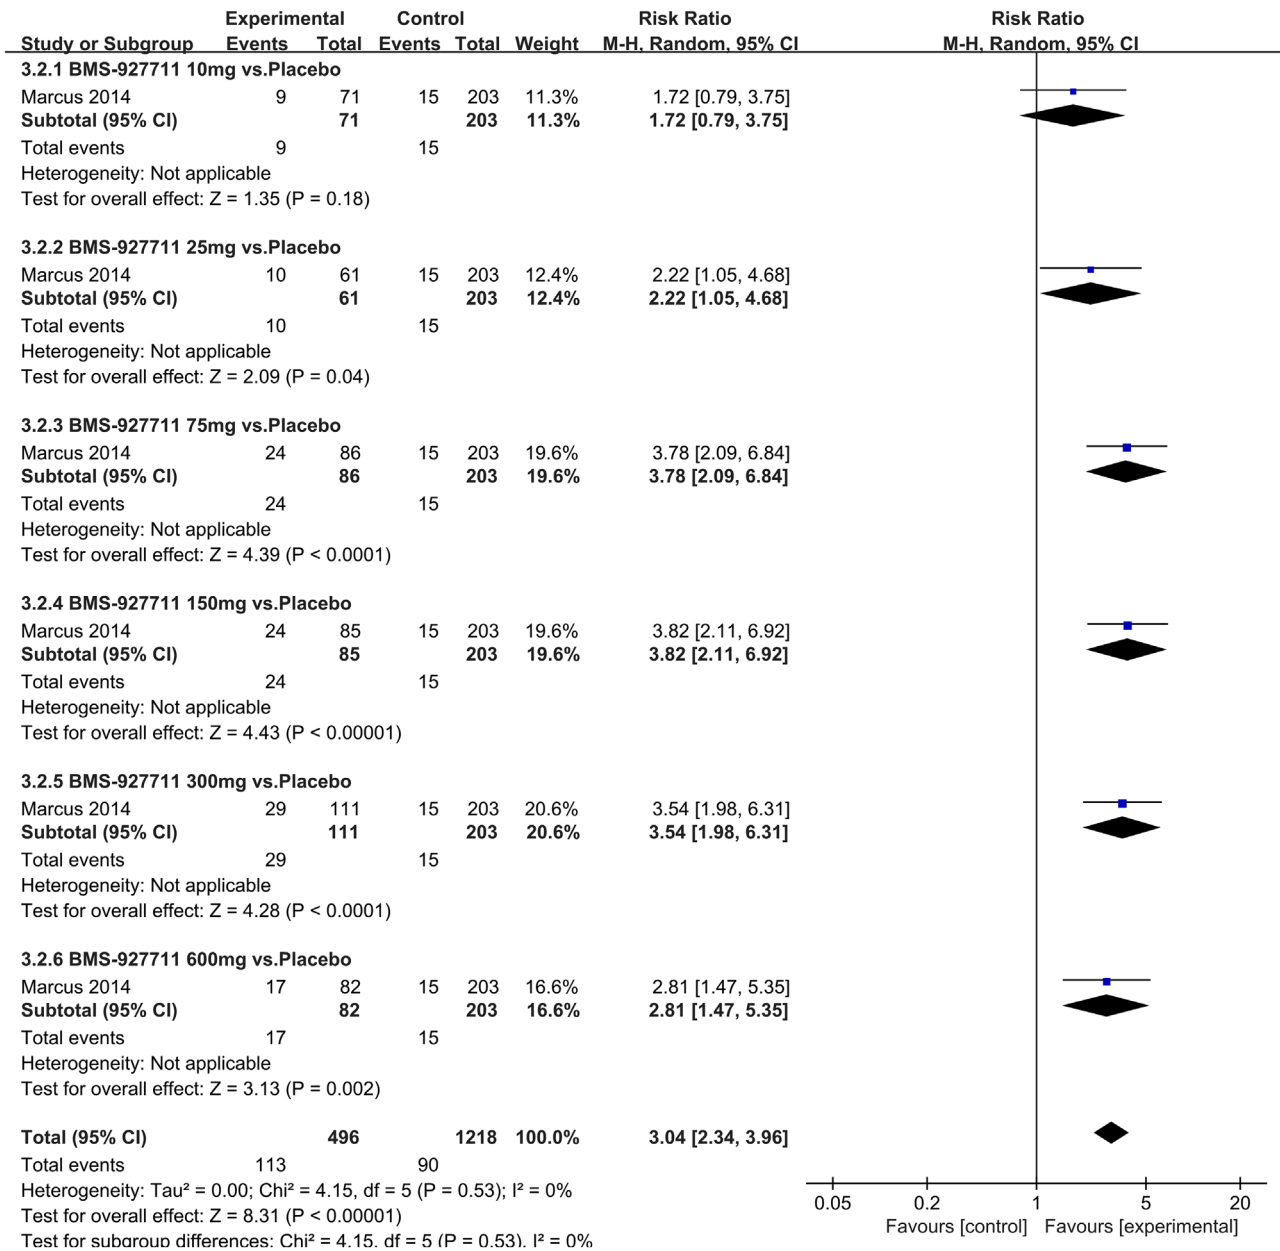 Experimental Control Risk Ratio Risk Ratio
Study or Subgroup Events Total Events Total Weight M-H, Random, 95% CI M-H, Random, 95% CI
3.2.1 BMS-927711 10mg vs.Placebo
Marcus 2014 9 71 15 203 11.3% 1.72 [0.79, 3.75]
Subtotal (95% CI) 71 203 11.3% 1.72 [0.79, 3.75]
Total events 9 15
Heterogeneity: Not applicable
Test for overall effect: Z = 1.35 (P = 0.18)
3.2.2 BMS-927711 25mg vs.Placebo
Marcus 2014 10 61 15 203 12.4% 2.22 [1.05, 4.68]
Subtotal (95% CI) 61 203 12.4% 2.22 [1.05, 4.68]
Total events 10 15
Heterogeneity: Not applicable
Test for overall effect: Z = 2.09 (P = 0.04)
3.2.3 BMS-927711 75mg vs.Placebo
Marcus 2014 24 86 15 203 19.6% 3.78 [2.09, 6.84]
Subtotal (95% CI) 86 203 19.6% 3.78 [2.09, 6.84]
Total events 24 15
Heterogeneity: Not applicable
Test for overall effect: Z = 4.39 (P < 0.0001)
3.2.4 BMS-927711 150mg vs.Placebo
Marcus 2014 24 85 15 203 19.6% 3.82 [2.11, 6.92]
Subtotal (95% CI) 85 203 19.6% 3.82 [2.11, 6.92]
Total events 24 15
Heterogeneity: Not applicable
Test for overall effect: Z = 4.43 (P < 0.00001)
3.2.5 BMS-927711 300mg vs.Placebo
Marcus 2014 29 111 15 203 20.6% 3.54 [1.98, 6.31]
Subtotal (95% CI) 111 203 20.6% 3.54 [1.98, 6.31]
Total events 29 15
Heterogeneity: Not applicable
Test for overall effect: Z = 4.28 (P < 0.0001)
3.2.6 BMS-927711 600mg vs.Placebo
Marcus 2014 17 82 15 203 16.6% 2.81 [1.47, 5.35]
Subtotal (95% CI) 82 203 16.6% 2.81 [1.47, 5.35]
Total events 17 15
Heterogeneity: Not applicable
Test for overall effect: Z = 3.13 (P = 0.002)
Total (95% CI) 496 1218 100.0% 3.04 [2.34, 3.96]
Total events 113 90
Heterogeneity: Tau² = 0.00; Chi² = 4.15, df = 5 (P = 0.53); I² = 0%
Test for overall effect: Z = 8.31 (P < 0.00001)
Test for subgroup differences: Chi² = 4.15, df = 5 (P = 0.53), I² = 0%
0.05 0.2 1 5 20
Favours [control] Favours [experimental]